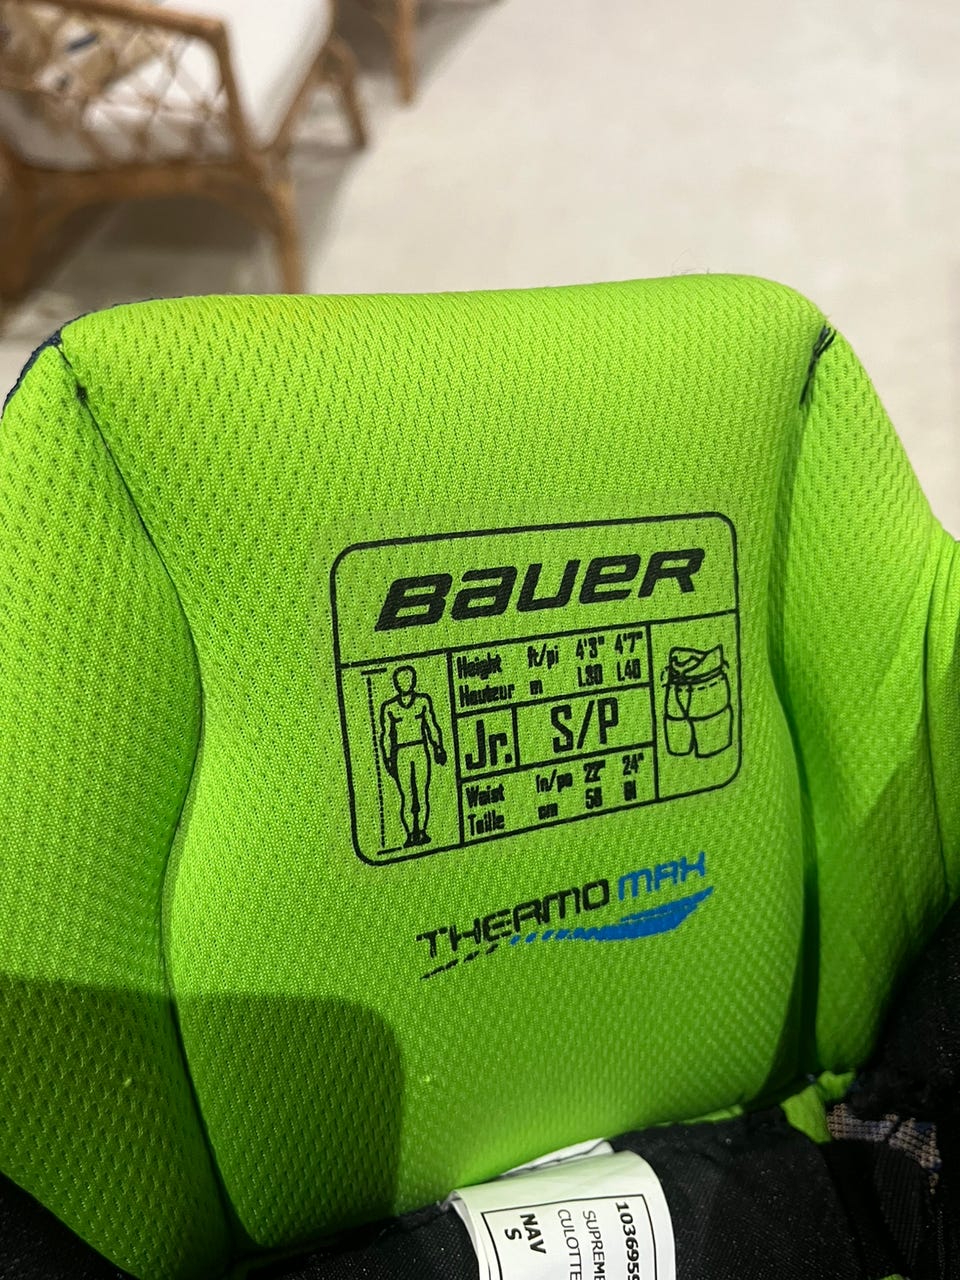 BAUER
Height ft/pi 4'3" 4'7"
Hauteur m 1.30 1.40
Jr. S/P
Waist in/po 22" 24"
Taille cm 56 61
THERMO MAX
1036959
SUPREME
CULOTTE
NAV
S